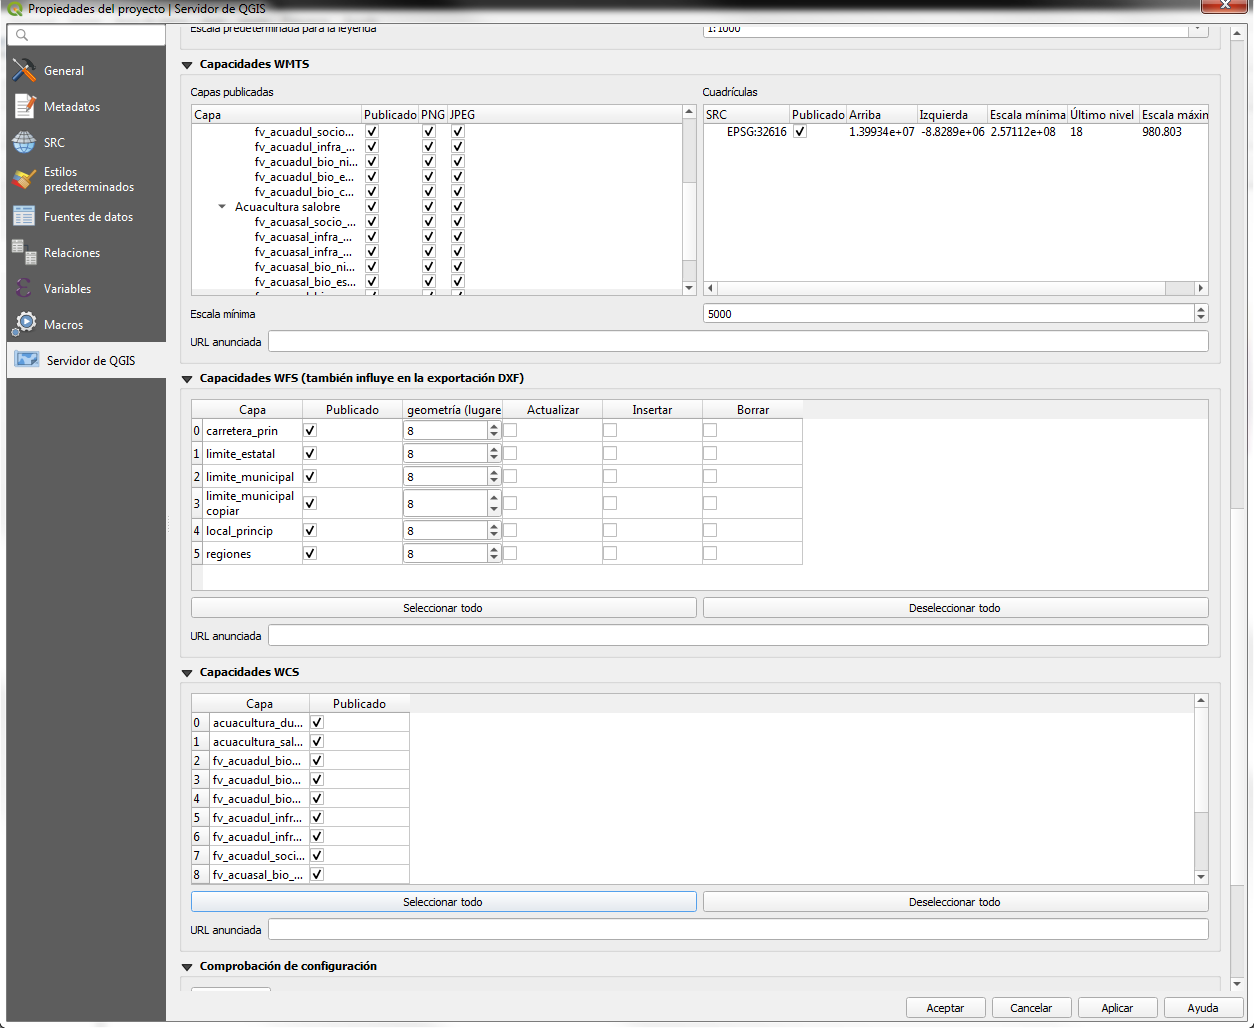 Propiedades del proyecto | Servidor de QGIS
General
Metadatos
SRC
Estilos
predeterminados
Fuentes de datos
Relaciones
Variables
Macros
Servidor de QGIS
Escala predeterminada para la leyenda
1:1000
Capacidades WMTS
Capas publicadas
Capa Publicado PNG JPEG
fv_acuadul_socio...
fv_acuadul_infra_...
fv_acuadul_bio_ni...
fv_acuadul_bio_e...
fv_acuadul_bio_c...
Acuacultura salobre
fv_acuasal_socio_...
fv_acuasal_infra_...
fv_acuasal_infra_...
fv_acuasal_bio_ni...
fv_acuasal_bio_es...
Cuadrículas
SRC Publicado Arriba Izquierda Escala mínima Último nivel Escala máxin
EPSG:32616 1.39934e+07 -8.8289e+06 2.57112e+08 18 980.803
Escala mínima 5000
URL anunciada
Capacidades WFS (también influye en la exportación DXF)
Capa Publicado geometría (lugare Actualizar Insertar Borrar
0 carretera_prin 8
1 limite_estatal 8
2 limite_municipal 8
3 limite_municipal copiar 8
4 local_princip 8
5 regiones 8
Seleccionar todo Deseleccionar todo
URL anunciada
Capacidades WCS
Capa Publicado
0 acuacultura_du...
1 acuacultura_sal...
2 fv_acuadul_bio...
3 fv_acuadul_bio...
4 fv_acuadul_bio...
5 fv_acuadul_infr...
6 fv_acuadul_infr...
7 fv_acuadul_soci...
8 fv_acuasal_bio_...
Seleccionar todo Deseleccionar todo
URL anunciada
Comprobación de configuración
Aceptar Cancelar Aplicar Ayuda